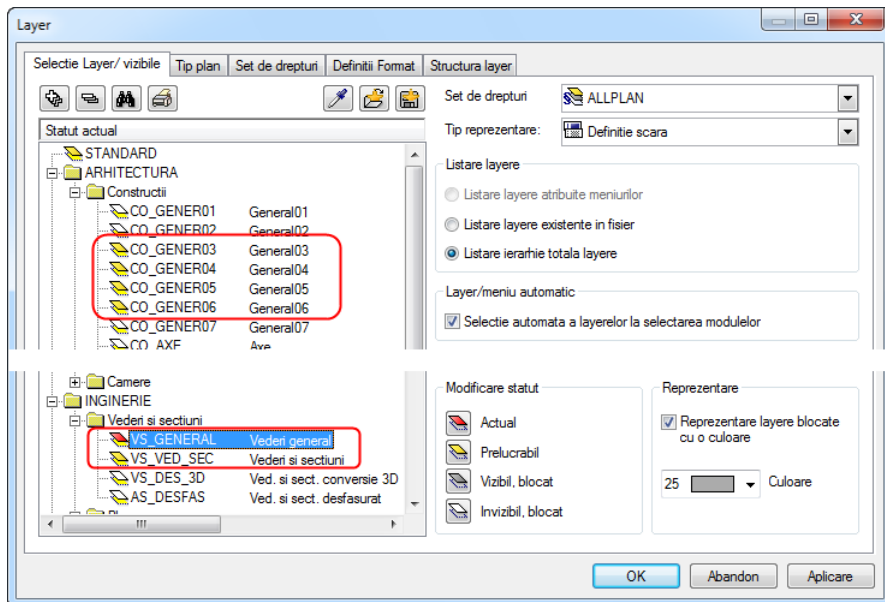 Layer
Selectie Layer/ vizibile
Tip plan
Set de drepturi
Definitii Format
Structura layer
Statut actual
STANDARD
ARHITECTURA
Constructii
CO_GENER01 General01
CO_GENER02 General02
CO_GENER03 General03
CO_GENER04 General04
CO_GENER05 General05
CO_GENER06 General06
CO_GENER07 General07
CO_AXE Axe
Camere
INGINERIE
Vederi si sectiuni
VS_GENERAL Vederi general
VS_VED_SEC Vederi si sectiuni
VS_DES_3D Ved. si sect. conversie 3D
AS_DESFAS Ved. si sect. desfasurat
Set de drepturi ALLPLAN
Tip reprezentare: Definitie scara
Listare layere
Listare layere atribuite meniurilor
Listare layere existente in fisier
Listare ierarhie totala layere
Layer/meniu automatic
Selectie automata a layerelor la selectarea modulelor
Modificare statut
Actual
Prelucrabil
Vizibil, blocat
Invizibil, blocat
Reprezentare
Reprezentare layere blocate
cu o culoare
25 Culoare
OK
Abandon
Aplicare